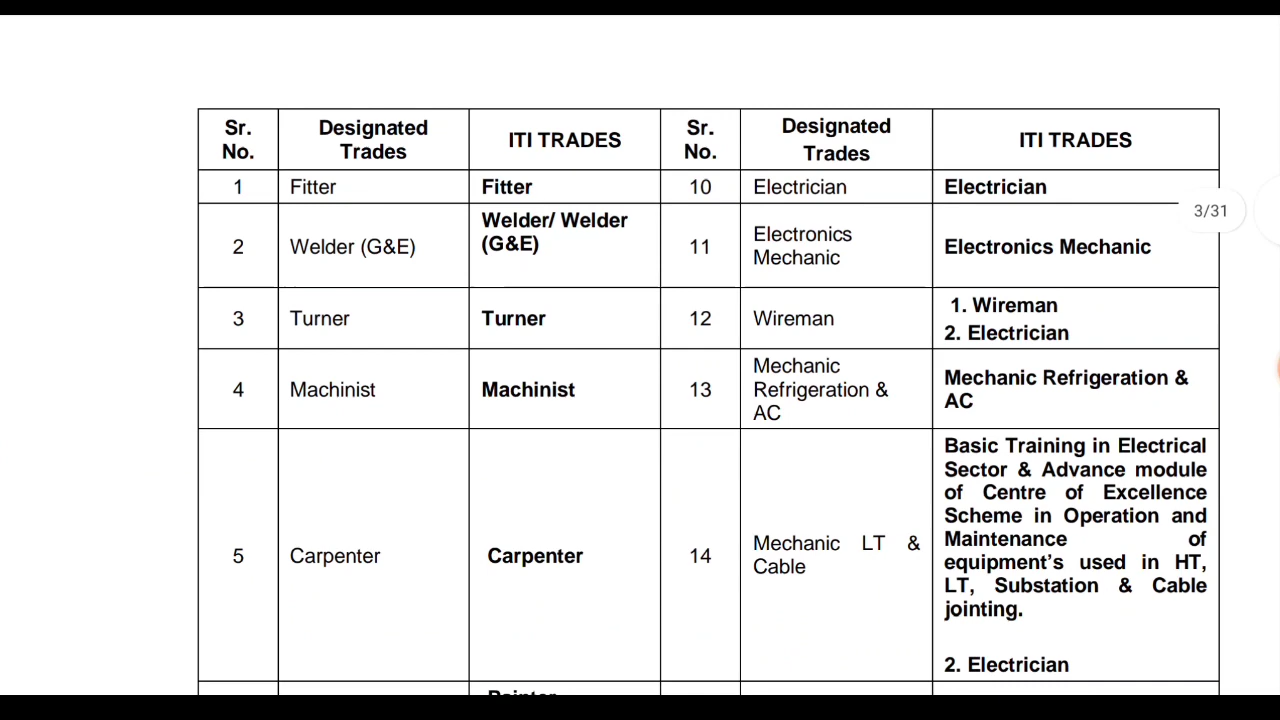 Sr. No. Designated Trades ITI TRADES Sr. No. Designated Trades ITI TRADES
1 Fitter Fitter 10 Electrician Electrician
3/31
2 Welder (G&E) Welder/ Welder (G&E) 11 Electronics Mechanic Electronics Mechanic
3 Turner Turner 12 Wireman 1. Wireman
2. Electrician
4 Machinist Machinist 13 Mechanic Refrigeration & AC Mechanic Refrigeration & AC
5 Carpenter Carpenter 14 Mechanic LT & Cable Basic Training in Electrical
Sector & Advance module
of Centre of Excellence
Scheme in Operation and
Maintenance of
equipment's used in HT,
LT, Substation & Cable
jointing.
2. Electrician
Painter